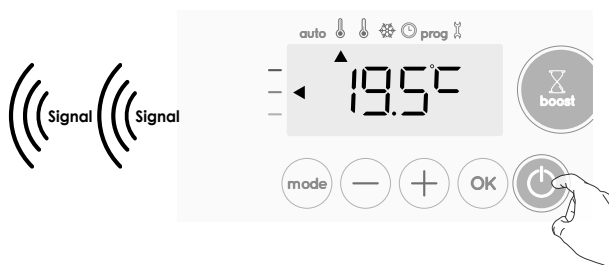 auto prog
19.5°C
boost
Signal Signal
mode − + OK